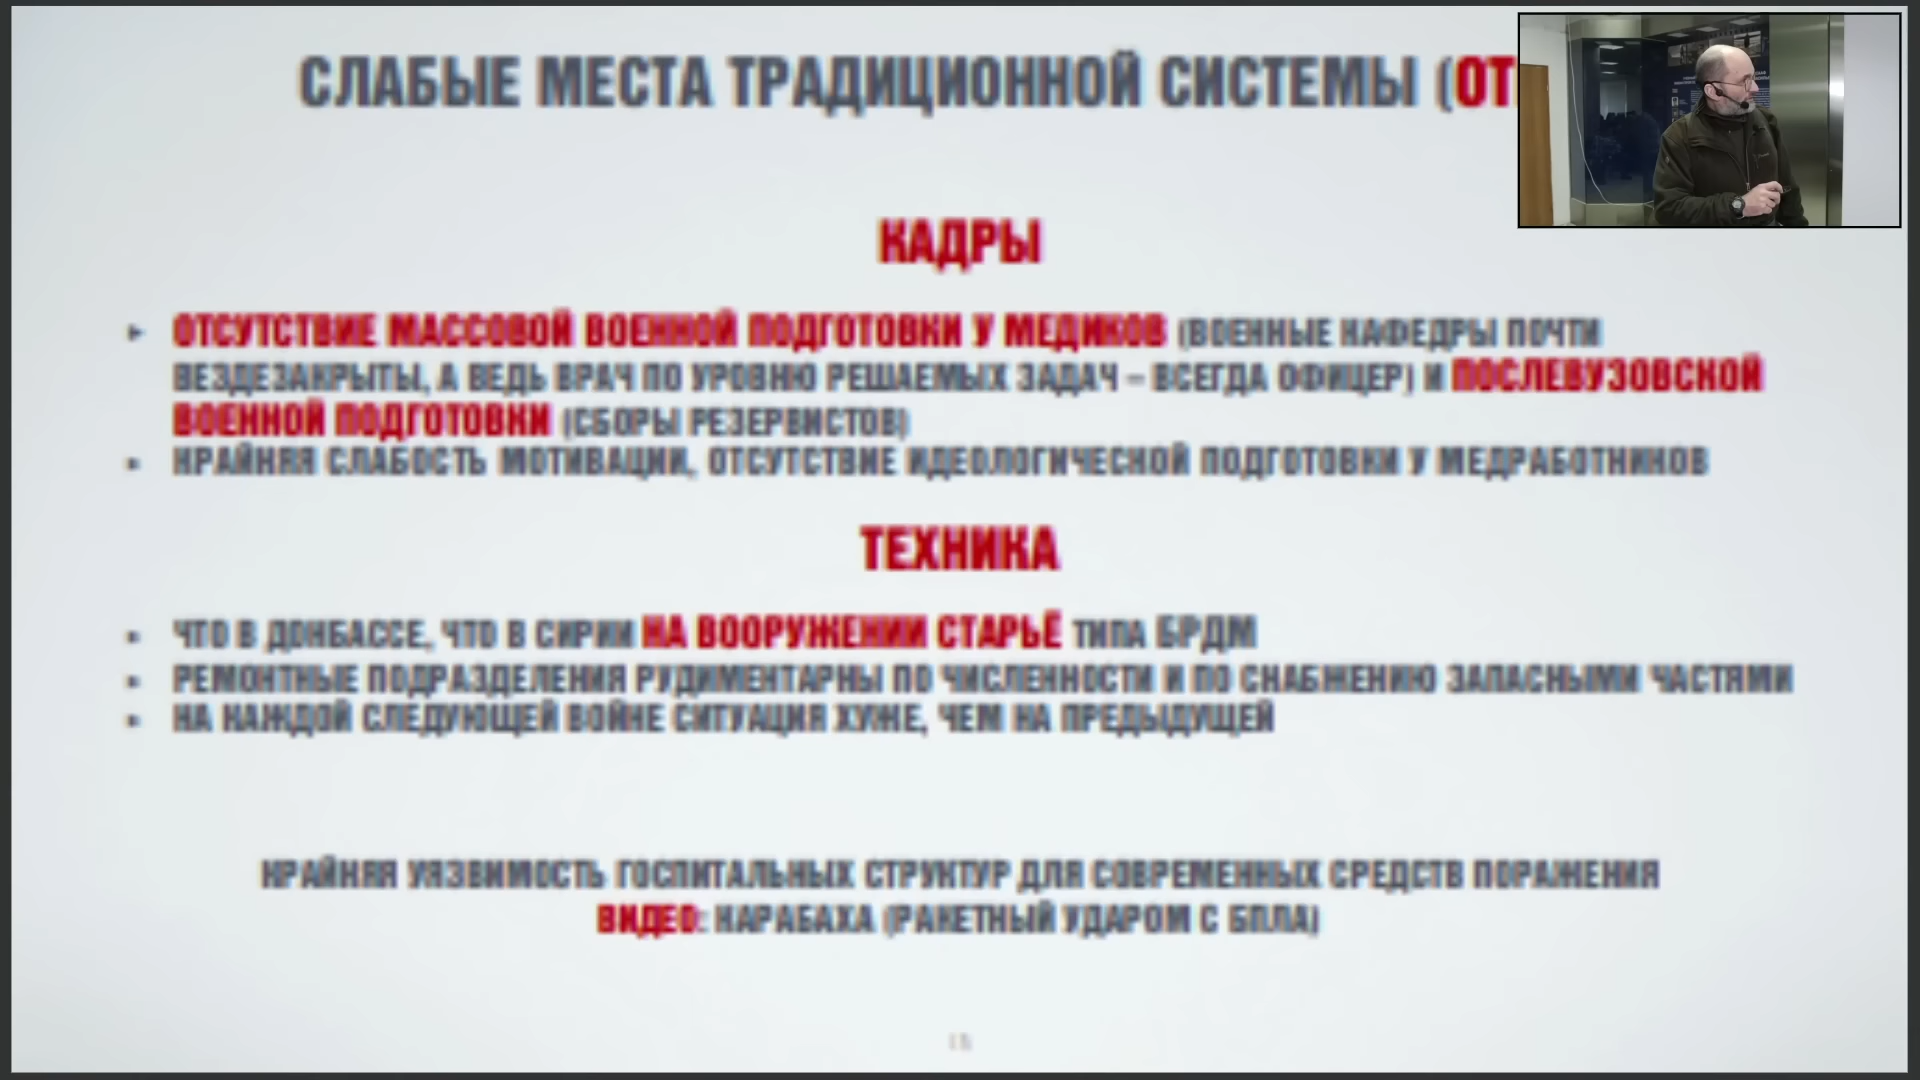 СЛАБЫЕ МЕСТА ТРАДИЦИОННОЙ СИСТЕМЫ (ОТ
КАДРЫ
▸ ОТСУТСТВИЕ МАССОВОЙ ВОЕННОЙ ПОДГОТОВКИ У МЕДИКОВ (ВОЕННЫЕ КАФЕДРЫ ПОЧТИ
ВЕЗДЕЗАКРЫТЫ, А ВЕДЬ ВРАЧ ПО УРОВНЮ РЕШАЕМЫХ ЗАДАЧ – ВСЕГДА ОФИЦЕР) И ПОСЛЕВУЗОВСКОЙ
ВОЕННОЙ ПОДГОТОВКИ (СБОРЫ РЕЗЕРВИСТОВ)
▸ КРАЙНЯЯ СЛАБОСТЬ МОТИВАЦИИ, ОТСУТСТВИЕ ИДЕОЛОГИЧЕСКОЙ ПОДГОТОВКИ У МЕДРАБОТНИКОВ
ТЕХНИКА
▸ ЧТО В ДОНБАССЕ, ЧТО В СИРИИ НА ВООРУЖЕНИИ СТАРЬЁ ТИПА БРДМ
▸ РЕМОНТНЫЕ ПОДРАЗДЕЛЕНИЯ РУДИМЕНТАРНЫ ПО ЧИСЛЕННОСТИ И ПО СНАБЖЕНИЮ ЗАПАСНЫМИ ЧАСТЯМИ
▸ НА КАЖДОЙ СЛЕДУЮЩЕЙ ВОЙНЕ СИТУАЦИЯ ХУЖЕ, ЧЕМ НА ПРЕДЫДУЩЕЙ
КРАЙНЯЯ УЯЗВИМОСТЬ ГОСПИТАЛЬНЫХ СТРУКТУР ДЛЯ СОВРЕМЕННЫХ СРЕДСТВ ПОРАЖЕНИЯ
ВИДЕО: КАРАБАХА (РАКЕТНЫЙ УДАРОМ С БПЛА)